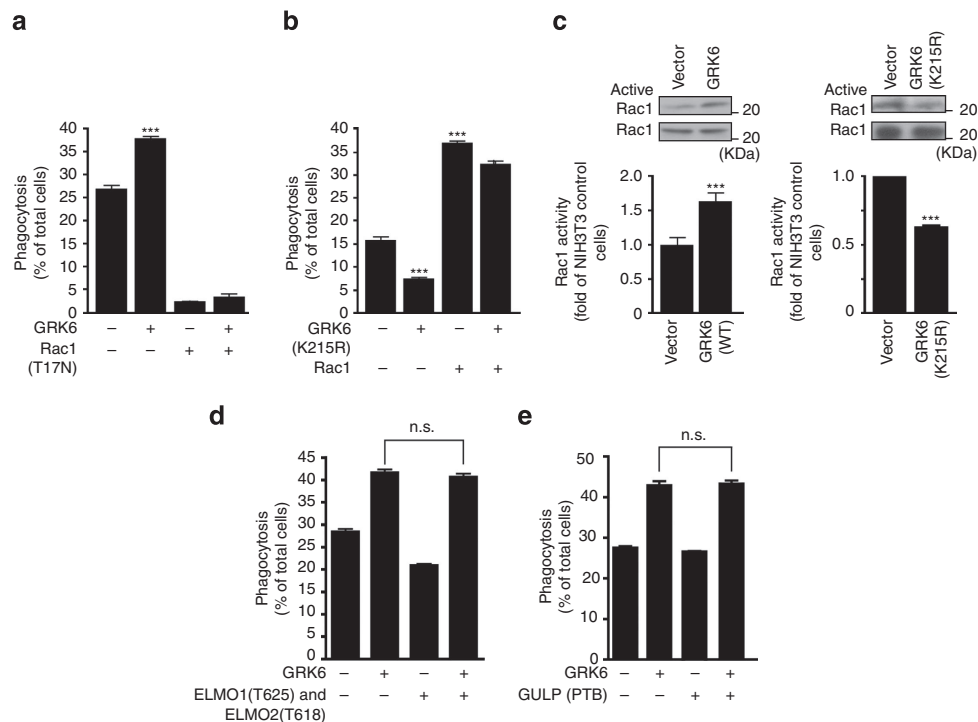 a
Phagocytosis
(% of total cells)
40
35
30
25
20
15
10
5
0
***
GRK6 – + – +
Rac1 – – + +
(T17N)
b
Phagocytosis
(% of total cells)
40
35
30
25
20
15
10
5
0
***
***
GRK6 – + – +
(K215R)
Rac1 – – + +
c
Vector
GRK6
Active
Rac1
20
Rac1
20
(KDa)
Rac1 activity
(fold of NIH3T3 control
cells)
2.0
1.5
1.0
0.5
0.0
***
Vector
GRK6
(WT)
Vector
GRK6
(K215R)
Active
Rac1
20
Rac1
20
(KDa)
Rac1 activity
(fold of NIH3T3 control
cells)
1.0
0.5
0
***
Vector
GRK6
(K215R)
d
n.s.
Phagocytosis
(% of total cells)
45
40
35
30
25
20
15
10
5
0
GRK6 – + – +
ELMO1(T625) and – – + +
ELMO2(T618)
e
n.s.
Phagocytosis
(% of total cells)
50
40
30
20
10
0
GRK6 – + – +
GULP (PTB) – – + +